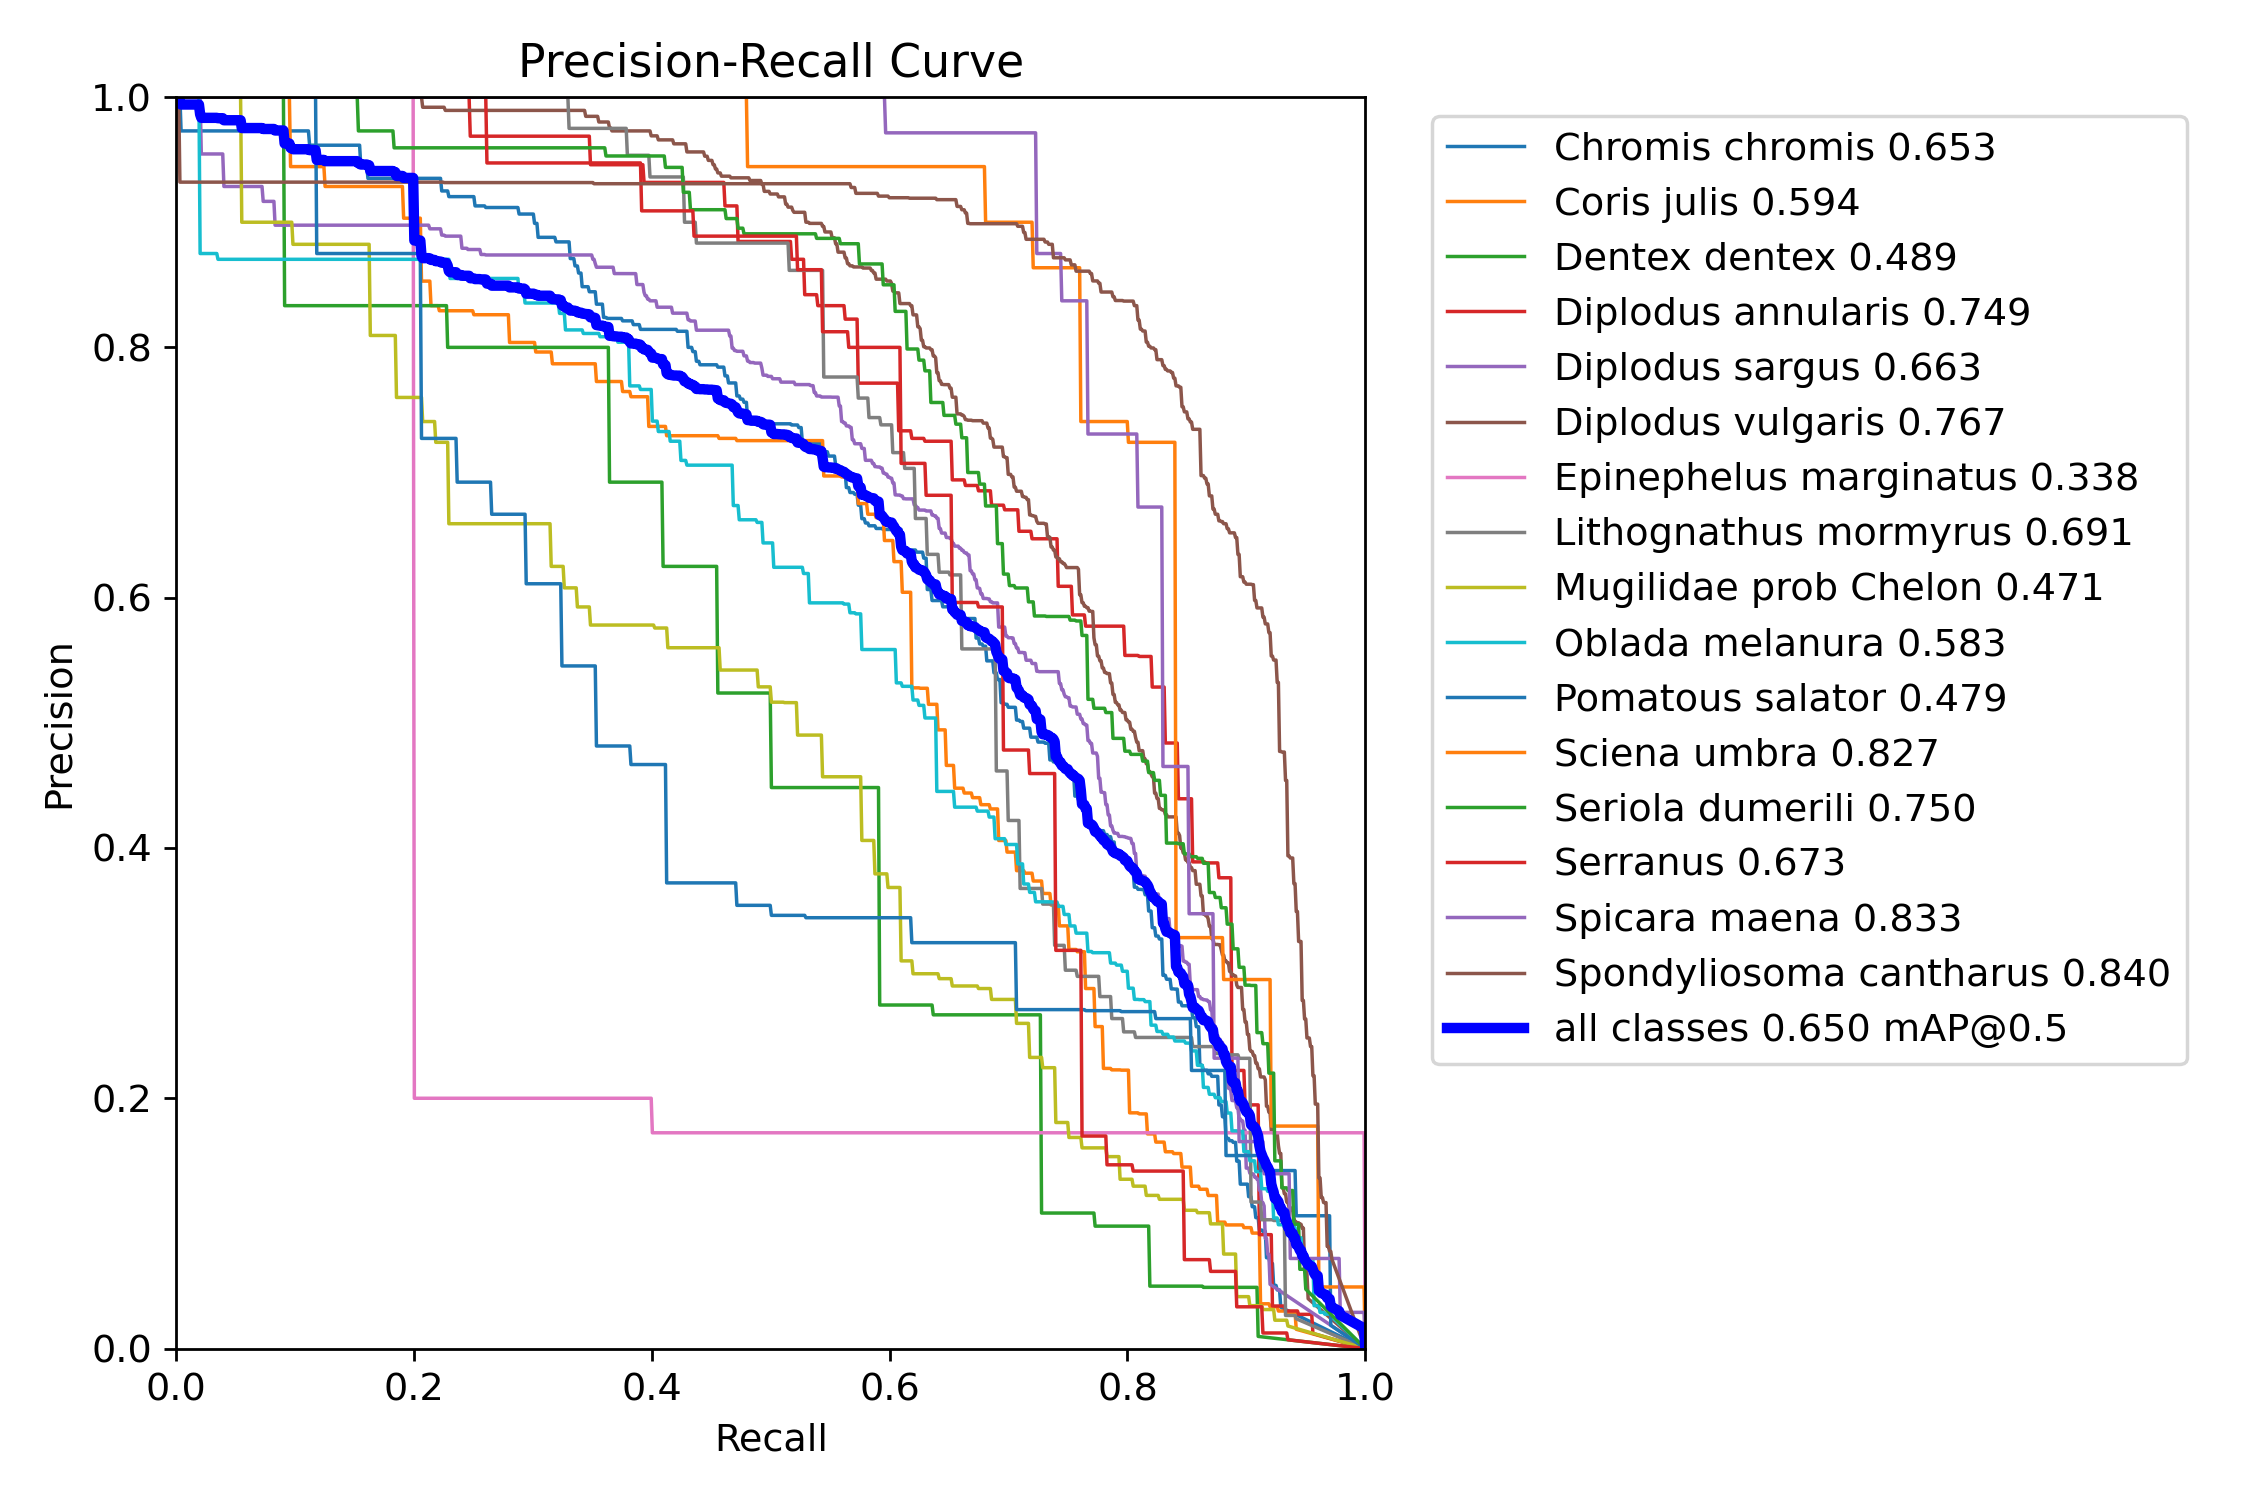 Precision-Recall Curve
1.0
0.8
0.6
0.4
0.2
0.0
Precision
0.0 0.2 0.4 0.6 0.8 1.0
Recall
Chromis chromis 0.653
Coris julis 0.594
Dentex dentex 0.489
Diplodus annularis 0.749
Diplodus sargus 0.663
Diplodus vulgaris 0.767
Epinephelus marginatus 0.338
Lithognathus mormyrus 0.691
Mugilidae prob Chelon 0.471
Oblada melanura 0.583
Pomatous salator 0.479
Sciena umbra 0.827
Seriola dumerili 0.750
Serranus 0.673
Spicara maena 0.833
Spondyliosoma cantharus 0.840
all classes 0.650 mAP@0.5